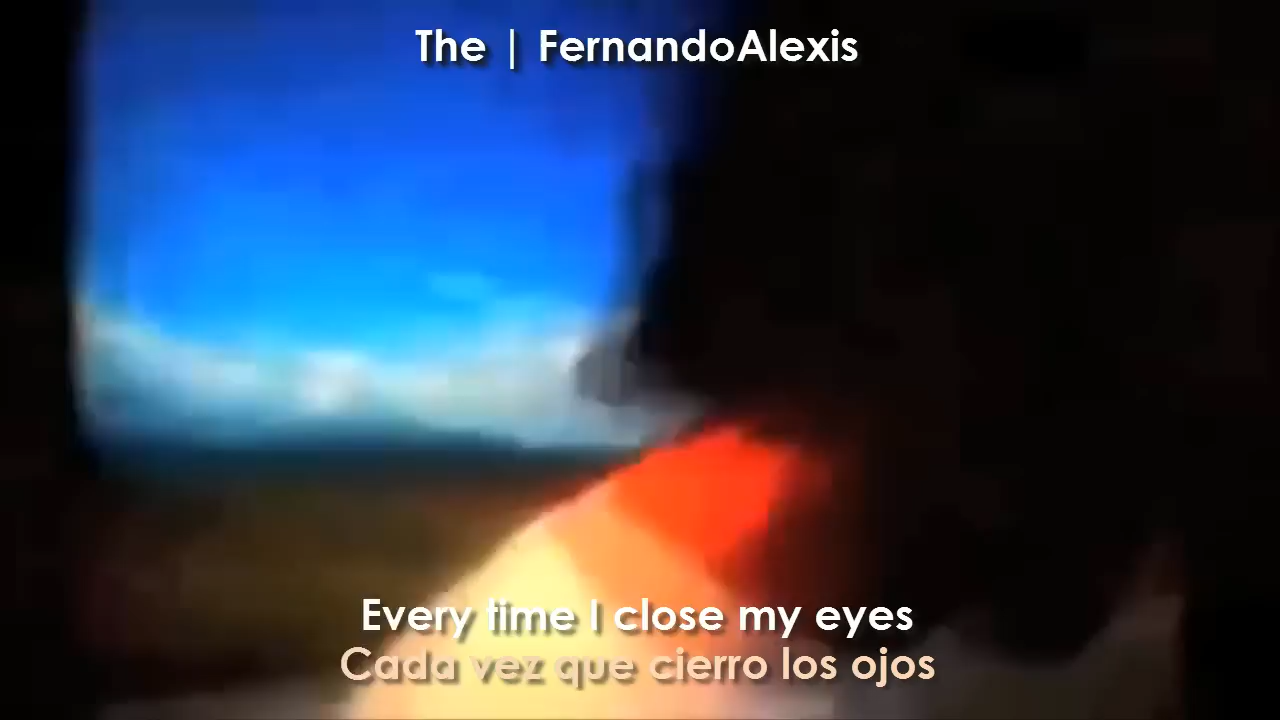 The | FernandoAlexis
Every time I close my eyes
Cada vez que cierro los ojos